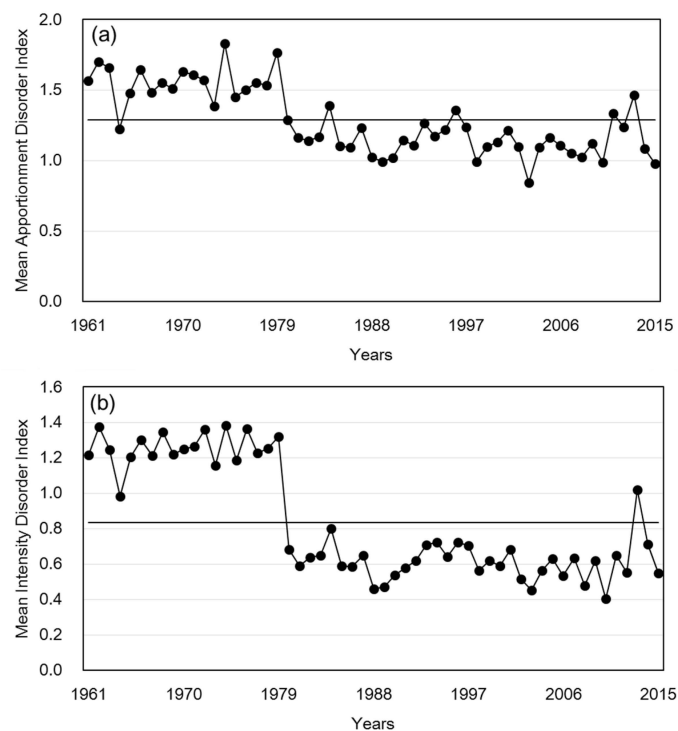 2.0
(a)
1.5
1.0
0.5
0.0
Mean Apportionment Disorder Index
1961 1970 1979 1988 1997 2006 2015
Years
1.6
(b)
1.4
1.2
1.0
0.8
0.6
0.4
0.2
0.0
Mean Intensity Disorder Index
1961 1970 1979 1988 1997 2006 2015
Years